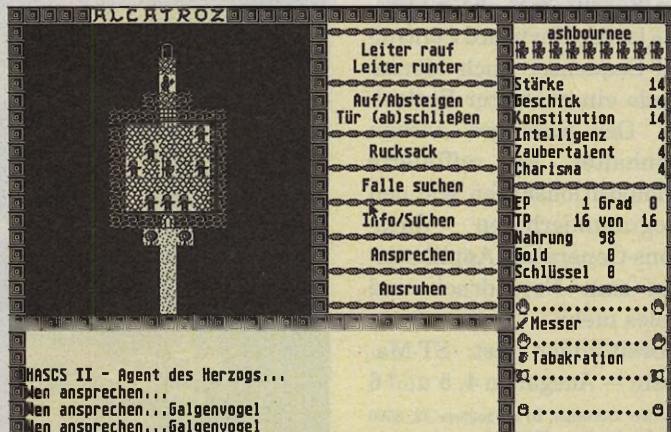 ALCATROZ
Leiter rauf
Leiter runter
Auf/Absteigen
Tür (ab)schließen
Rucksack
Falle suchen
Info/Suchen
Ansprechen
Ausruhen
ashbournee
Stärke 14
Geschick 14
Konstitution 14
Intelligenz 4
Zaubertalent 4
Charisma 4
EP 1 Grad 0
TP 16 von 16
Nahrung 98
Gold 0
Schlüssel 0
Messer
Tabakration
HASCS II - Agent des Herzogs...
Wen ansprechen...
Wen ansprechen...Galgenvogel
Wen ansprechen...Galgenvogel